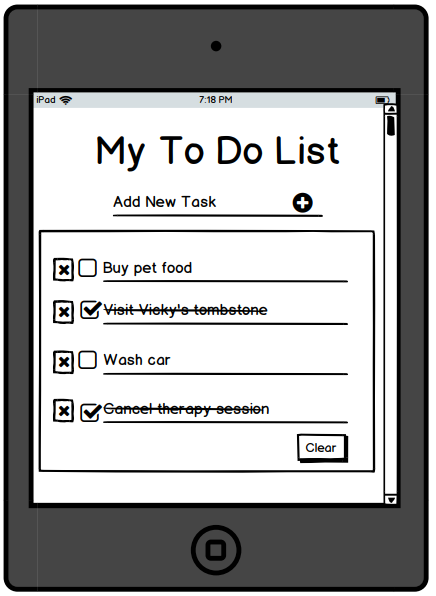 iPad 7:18 PM
My To Do List
Add New Task
Buy pet food
Visit Vicky's tombstone
Wash car
Cancel therapy session
Clear